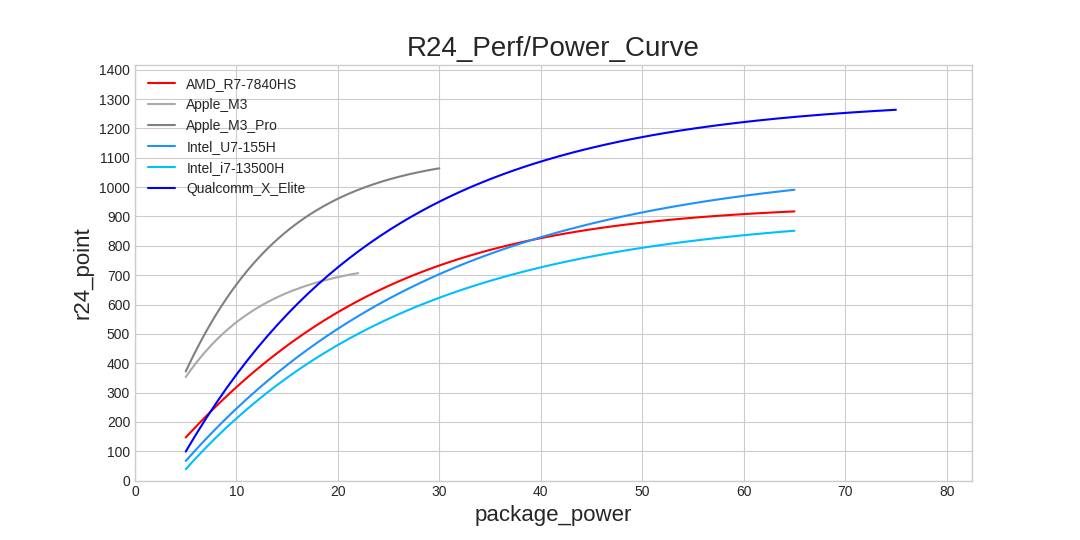 R24_Perf/Power_Curve
1400
1300
1200
1100
1000
900
800
700
600
500
400
300
200
100
0
AMD_R7-7840HS
Apple_M3
Apple_M3_Pro
Intel_U7-155H
Intel_i7-13500H
Qualcomm_X_Elite
r24_point
0 10 20 30 40 50 60 70 80
package_power